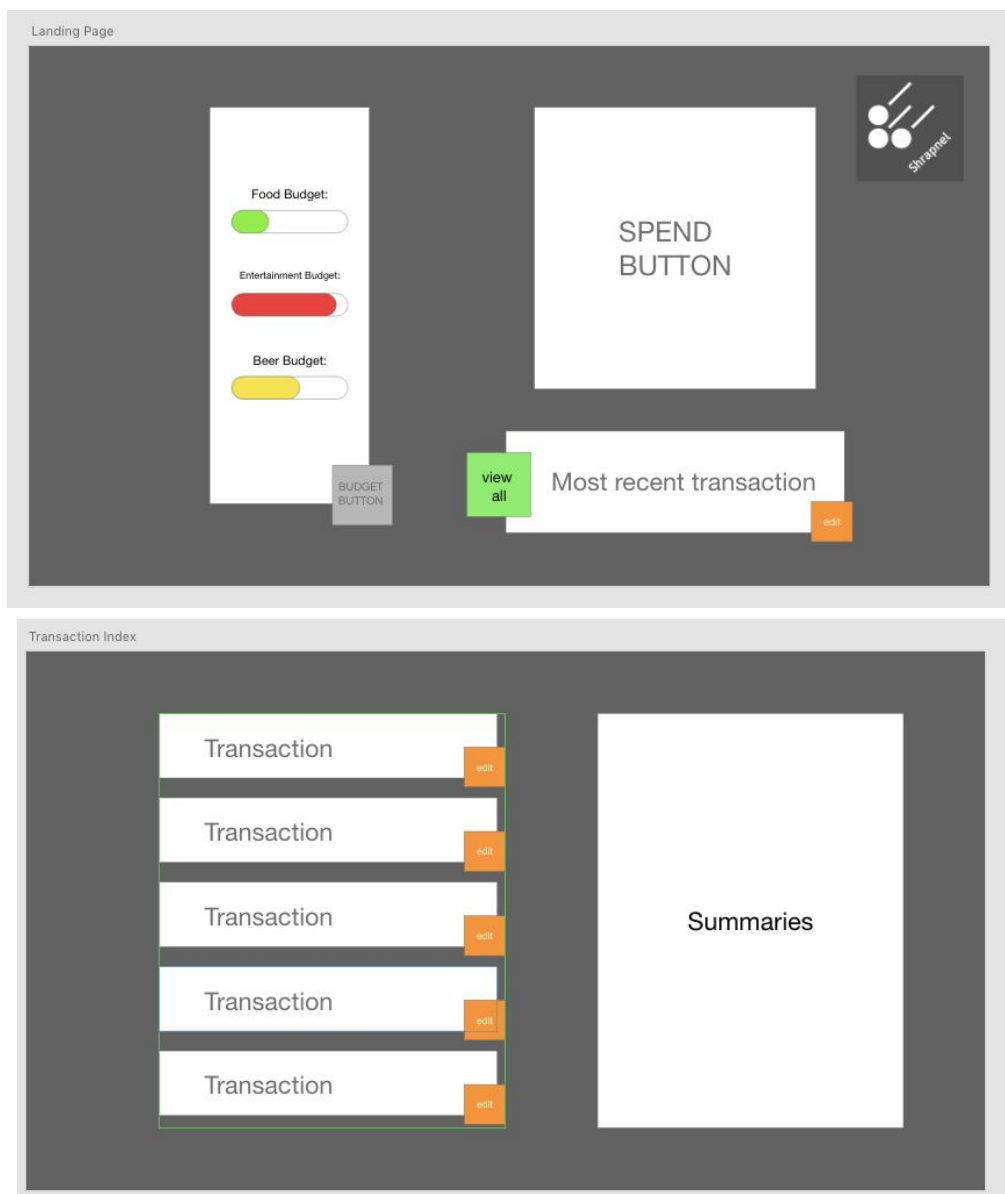 Landing Page
Shrapnel
Food Budget:
Entertainment Budget:
Beer Budget:
BUDGET
BUTTON
SPEND
BUTTON
view
all
Most recent transaction
edit
Transaction Index
Transaction
edit
Transaction
edit
Transaction
edit
Transaction
edit
Transaction
edit
Summaries